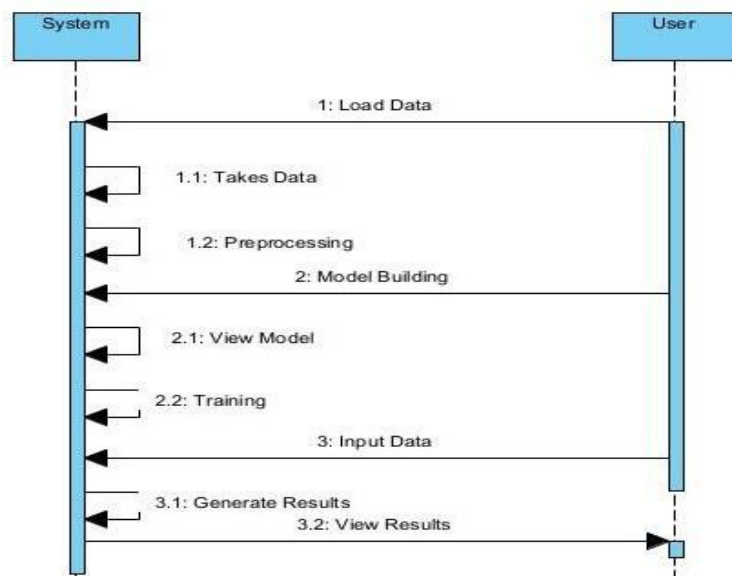 System
User
1: Load Data
1.1: Takes Data
1.2: Preprocessing
2: Model Building
2.1: View Model
2.2: Training
3: Input Data
3.1: Generate Results
3.2: View Results